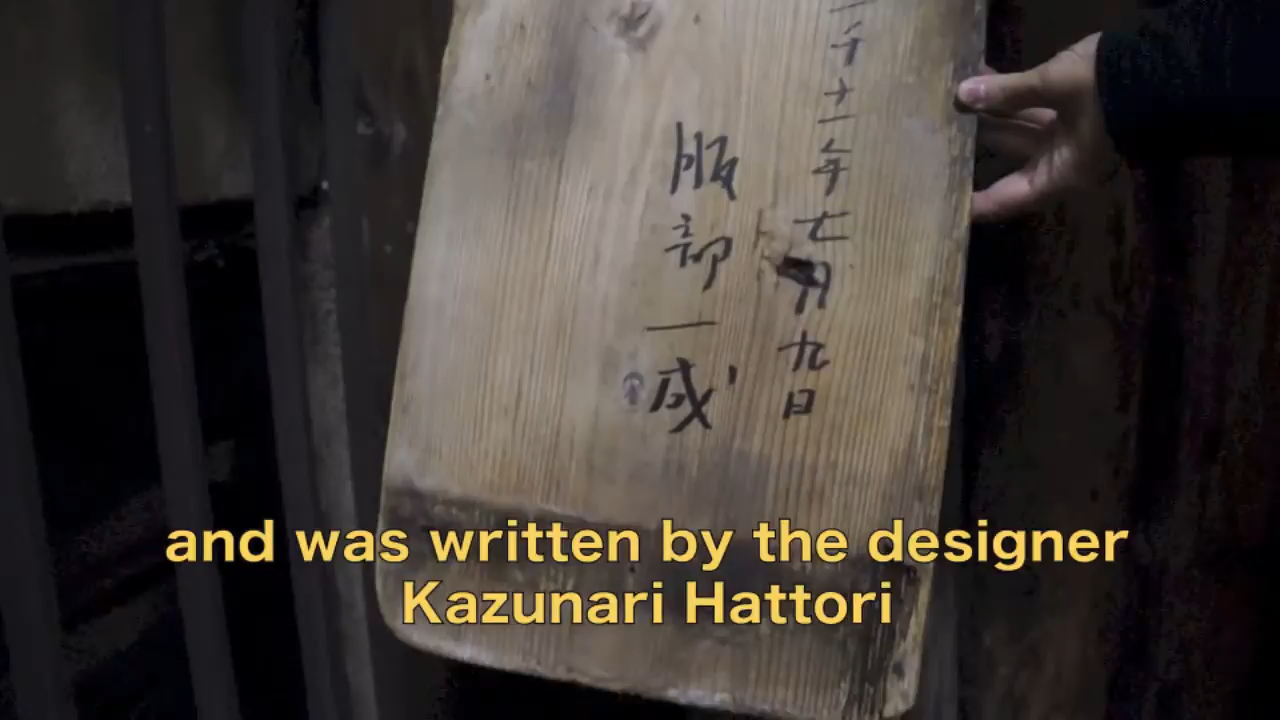 二千十一年七月九日
服部一成
and was written by the designer
Kazunari Hattori